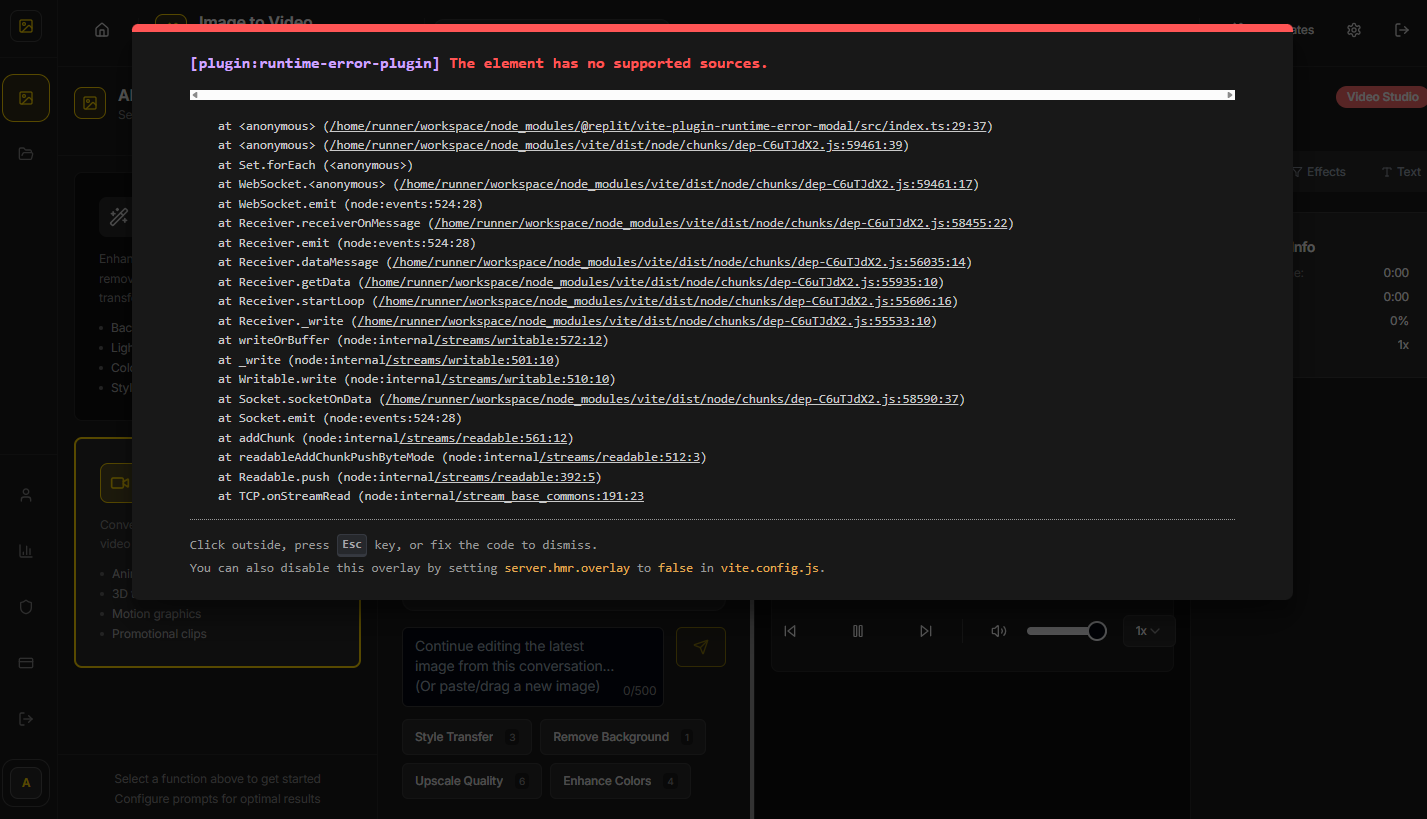 Image to Video
[plugin:runtime-error-plugin] The element has no supported sources.
at <anonymous> (/home/runner/workspace/node_modules/@replit/vite-plugin-runtime-error-modal/src/index.ts:29:37)
at <anonymous> (/home/runner/workspace/node_modules/vite/dist/node/chunks/dep-C6uTJdX2.js:59461:39)
at Set.forEach (<anonymous>)
at WebSocket.<anonymous> (/home/runner/workspace/node_modules/vite/dist/node/chunks/dep-C6uTJdX2.js:59461:17)
at WebSocket.emit (node:events:524:28)
at Receiver.receiverOnMessage (/home/runner/workspace/node_modules/vite/dist/node/chunks/dep-C6uTJdX2.js:58455:22)
at Receiver.emit (node:events:524:28)
at Receiver.dataMessage (/home/runner/workspace/node_modules/vite/dist/node/chunks/dep-C6uTJdX2.js:56035:14)
at Receiver.getData (/home/runner/workspace/node_modules/vite/dist/node/chunks/dep-C6uTJdX2.js:55935:10)
at Receiver.startLoop (/home/runner/workspace/node_modules/vite/dist/node/chunks/dep-C6uTJdX2.js:55606:16)
at Receiver._write (/home/runner/workspace/node_modules/vite/dist/node/chunks/dep-C6uTJdX2.js:55533:10)
at writeOrBuffer (node:internal/streams/writable:572:12)
at _write (node:internal/streams/writable:501:10)
at Writable.write (node:internal/streams/writable:510:10)
at Socket.socketOnData (/home/runner/workspace/node_modules/vite/dist/node/chunks/dep-C6uTJdX2.js:58590:37)
at Socket.emit (node:events:524:28)
at addChunk (node:internal/streams/readable:561:12)
at readableAddChunkPushByteMode (node:internal/streams/readable:512:3)
at Readable.push (node:internal/streams/readable:392:5)
at TCP.onStreamRead (node:internal/stream_base_commons:191:23
Click outside, press Esc key, or fix the code to dismiss.
You can also disable this overlay by setting server.hmr.overlay to false in vite.config.js.
ates
Video Studio
Effects
Text
nfo
e: 0:00
0:00
0%
1x
AI
Se
Enhan
remov
transf
• Bac
• Ligh
• Colo
• Styl
Conve
video
• Ani
• 3D
• Motion graphics
• Promotional clips
Select a function above to get started
Configure prompts for optimal results
A
Continue editing the latest
image from this conversation...
(Or paste/drag a new image)
0/500
Style Transfer 3
Remove Background 1
Upscale Quality 6
Enhance Colors 4
1x